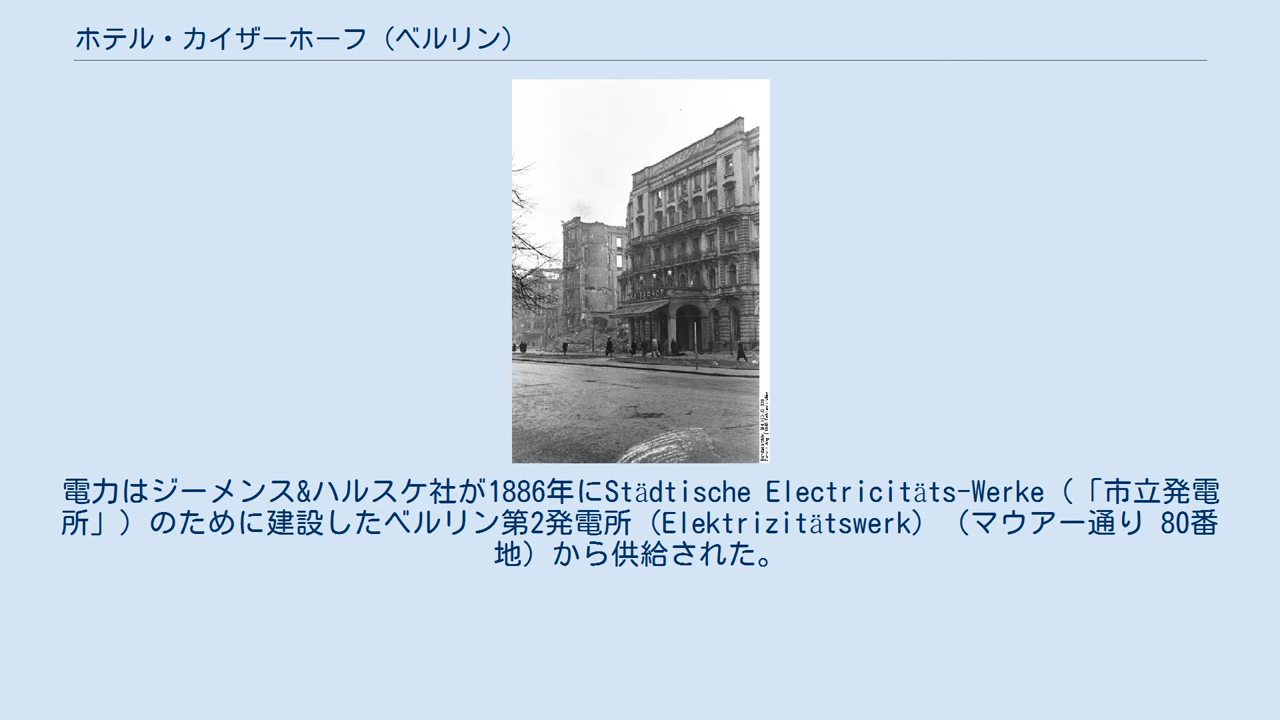 ホテル・カイザーホーフ（ベルリン）
電力はジーメンス&ハルスケ社が1886年にStädtische Electricitäts-Werke（「市立発電
所」）のために建設したベルリン第2発電所（Elektrizitätswerk）（マウアー通り 80番
地）から供給された。